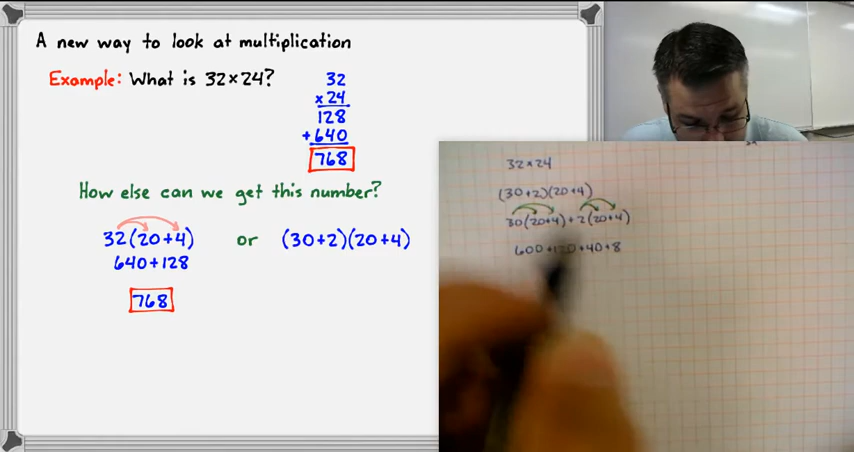 A new way to look at multiplication
Example: What is 32×24?
32
×24
128
+640
768
How else can we get this number?
32(20+4) or (30+2)(20+4)
640+128
768
32×24
(30+2)(20+4)
30(20+4)+2(20+4)
600+120+40+8